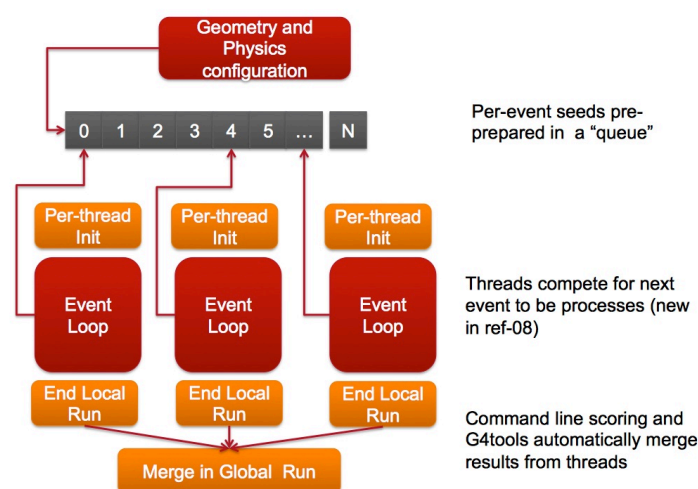 Geometry and
Physics
configuration
Per-event seeds pre-
prepared in a “queue”
0 1 2 3 4 5 ... N
Per-thread
Init
Per-thread
Init
Per-thread
Init
Event
Loop
Event
Loop
Event
Loop
Threads compete for next
event to be processes (new
in ref-08)
End Local
Run
End Local
Run
End Local
Run
Command line scoring and
G4tools automatically merge
results from threads
Merge in Global Run